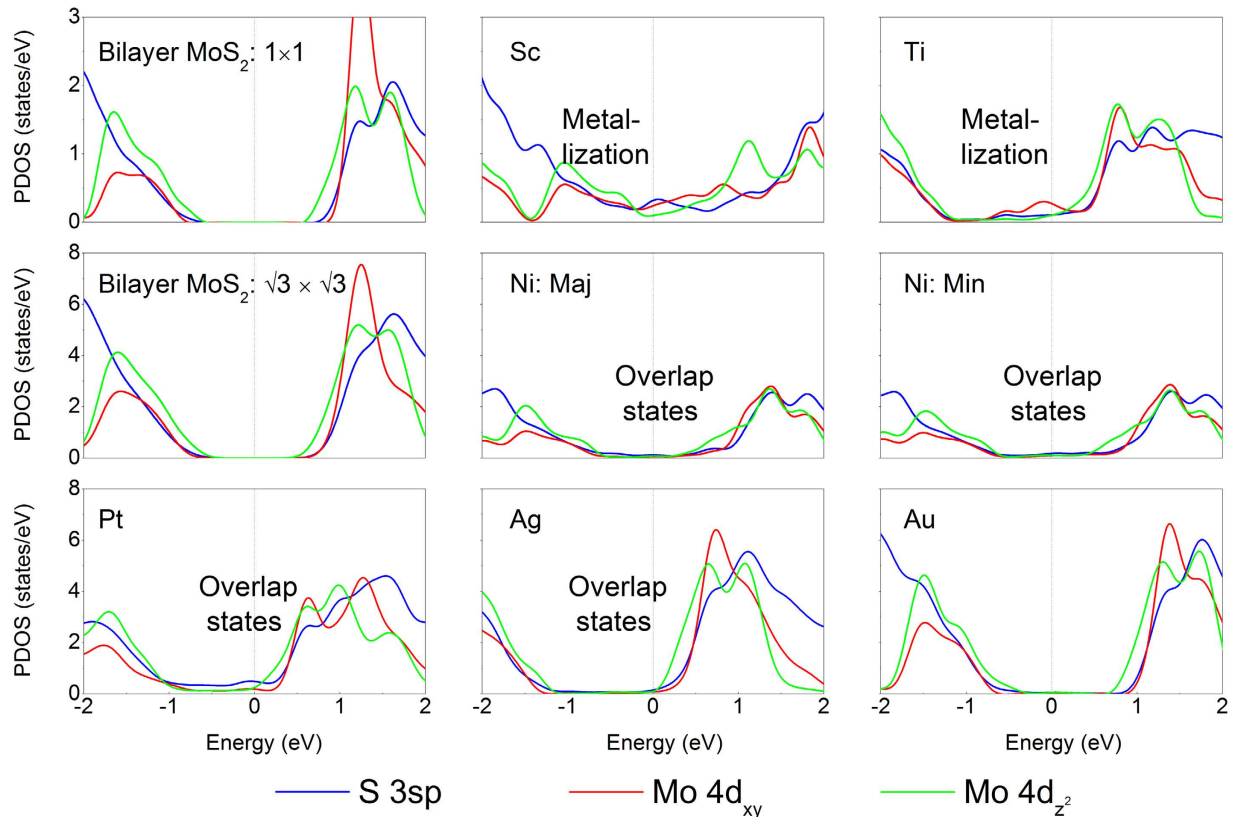 PDOS (states/eV)
3
2
1
0
Bilayer MoS₂: 1×1
Sc
Metal-
lization
Ti
Metal-
lization
PDOS (states/eV)
8
6
4
2
0
Bilayer MoS₂: √3 × √3
Ni: Maj
Overlap
states
Ni: Min
Overlap
states
PDOS (states/eV)
8
6
4
2
0
Pt
Overlap
states
Ag
Overlap
states
Au
-2 -1 0 1 2
-2 -1 0 1 2
-2 -1 0 1 2
Energy (eV)
Energy (eV)
Energy (eV)
S 3sp
Mo 4d_xy
Mo 4d_z²